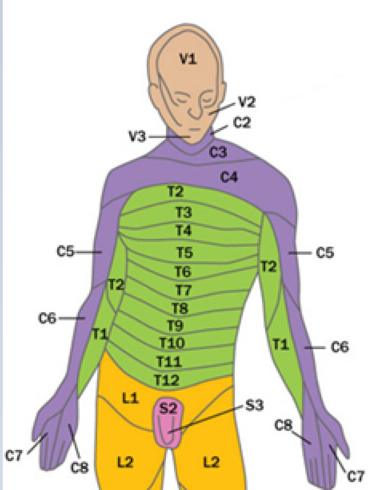 V1
V2
C2
V3
C3
C4
T2
T3
T4
C5
T5
C5
T6
T2
T2
T7
T8
C6
T9
T1
T10
T1
C6
T11
T12
L1
S2
S3
C8
C7
C8
L2
L2
C7